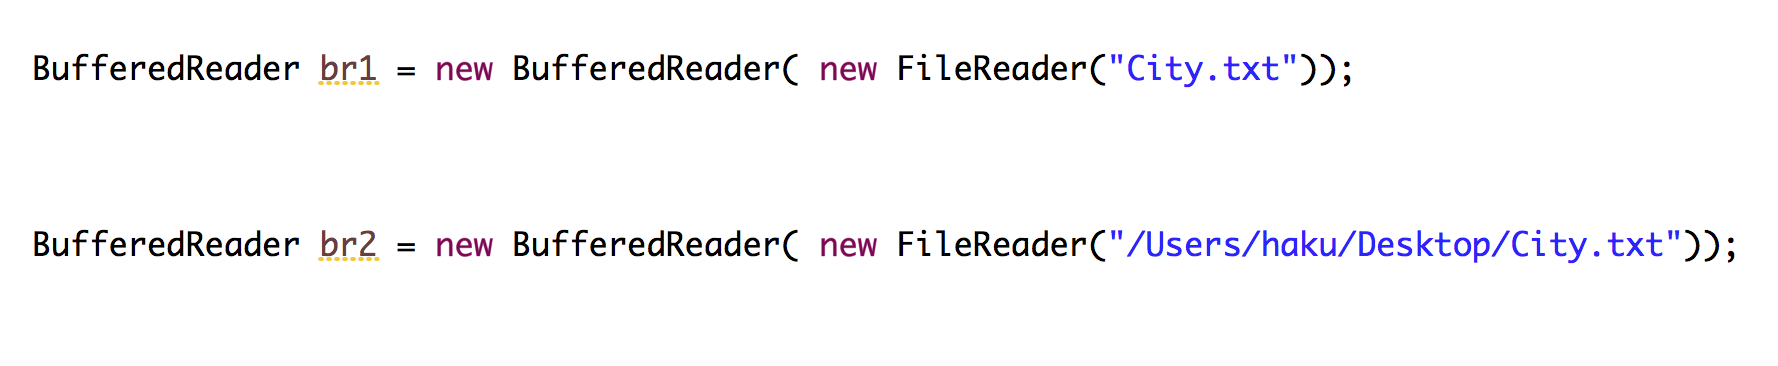 BufferedReader br1 = new BufferedReader( new FileReader("City.txt"));
BufferedReader br2 = new BufferedReader( new FileReader("/Users/haku/Desktop/City.txt"));